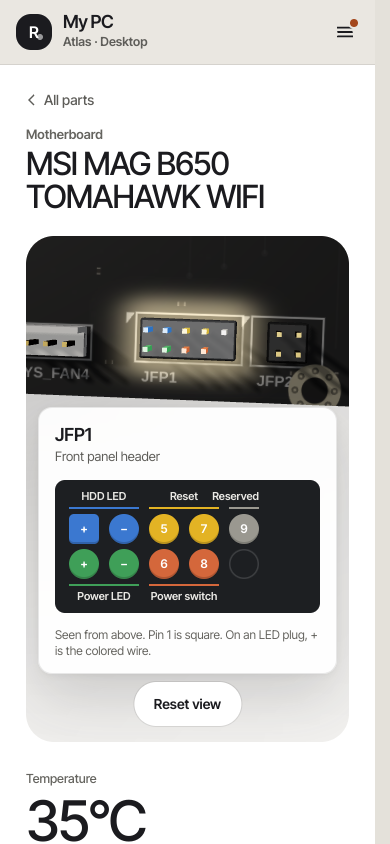 R
My PC
Atlas · Desktop
All parts
Motherboard
MSI MAG B650
TOMAHAWK WIFI
YS_FAN4
JFP1
JFP2
JFP1
Front panel header
HDD LED
Reset
Reserved
+
−
5
7
9
+
−
6
8
Power LED
Power switch
Seen from above. Pin 1 is square. On an LED plug, +
is the colored wire.
Reset view
Temperature
35°C